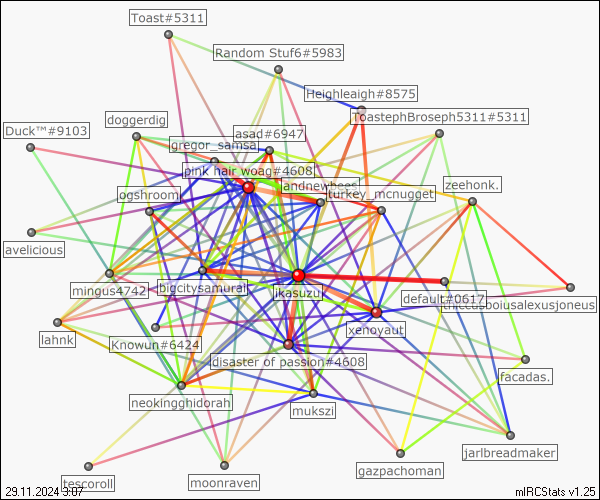 Toast#5311
Random Stuf6#5983
Heighleaigh#8575
ToastephBroseph5311#5311
doggerdig
Duck™#9103
asad#6947
gregor_samsa
pink hair woag#4608
andnewhees
zeehonk.
ogshroom
turkey_mcnugget
avelicious
mingus4742
bigcitysamurai
ikasuzu
default#0617
xenoyaut
lahnk
Knowun#6424
disaster of passion#4608
facadas.
neokingghidorah
mukszi
jarlbreadmaker
gazpachoman
tescoroll
moonraven
29.11.2024 3:07
mIRCStats v1.25